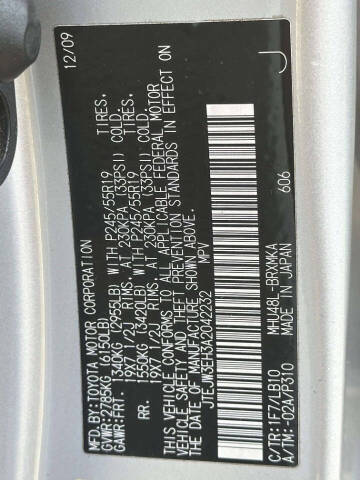 MFD.BY:TOYOTA MOTOR CORPORATION 12/09
GVWR:2785KG (6150LB)
GAWR:FRT. 1340KG (2955LB) WITH P245/55R19 TIRES,
19X7 1/2J RIMS, AT 230KPA (33PSI) COLD.
RR. 1550KG (3420LB) WITH P245/55R19 TIRES,
19X7 1/2J RIMS, AT 230KPA (33PSI) COLD.
THIS VEHICLE CONFORMS TO ALL APPLICABLE FEDERAL MOTOR
VEHICLE SAFETY AND THEFT PREVENTION STANDARDS IN EFFECT ON
THE DATE OF MANUFACTURE SHOWN ABOVE.
JTEJW3EH5A2042232 MPV
J
C/TR:1F7/LB10 MHU48L-BRXMKA
A/TM:-02A/P310 MADE IN JAPAN 606